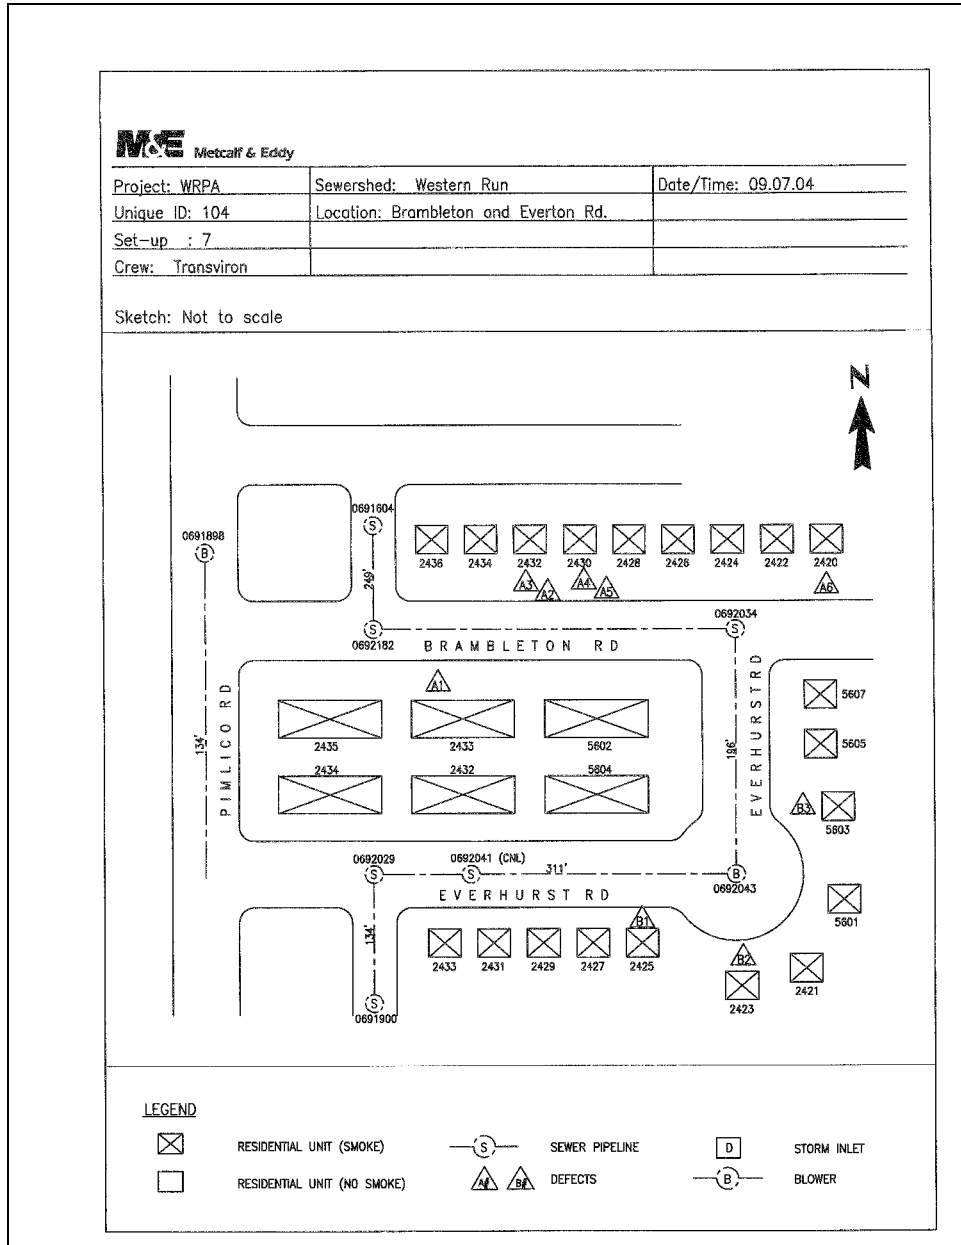 M&E Metcalf & Eddy
Project: WRPA Sewershed: Western Run Date/Time: 09.07.04
Unique ID: 104 Location: Brambleton and Everton Rd.
Set-up : 7
Crew: Transviron
Sketch: Not to scale
N
0691604
S
0691898
B
249'
2436 2434 2432 2430 2428 2426 2424 2422 2420
A3 A2 A4 A5 A6
0692034
S
S
0692182
BRAMBLETON RD
A1
PIMLICO RD
134'
EVERHURST RD
196'
2435 2433 5602
2434 2432 5604
5607
5605
B3
5603
5601
0692029 0692041 (CNL)
S S 311' B
0692043
EVERHURST RD
134'
B1
2433 2431 2429 2427 2425
B2
2423
2421
S
0691900
LEGEND
RESIDENTIAL UNIT (SMOKE) S SEWER PIPELINE D STORM INLET
RESIDENTIAL UNIT (NO SMOKE) A# B# DEFECTS B BLOWER